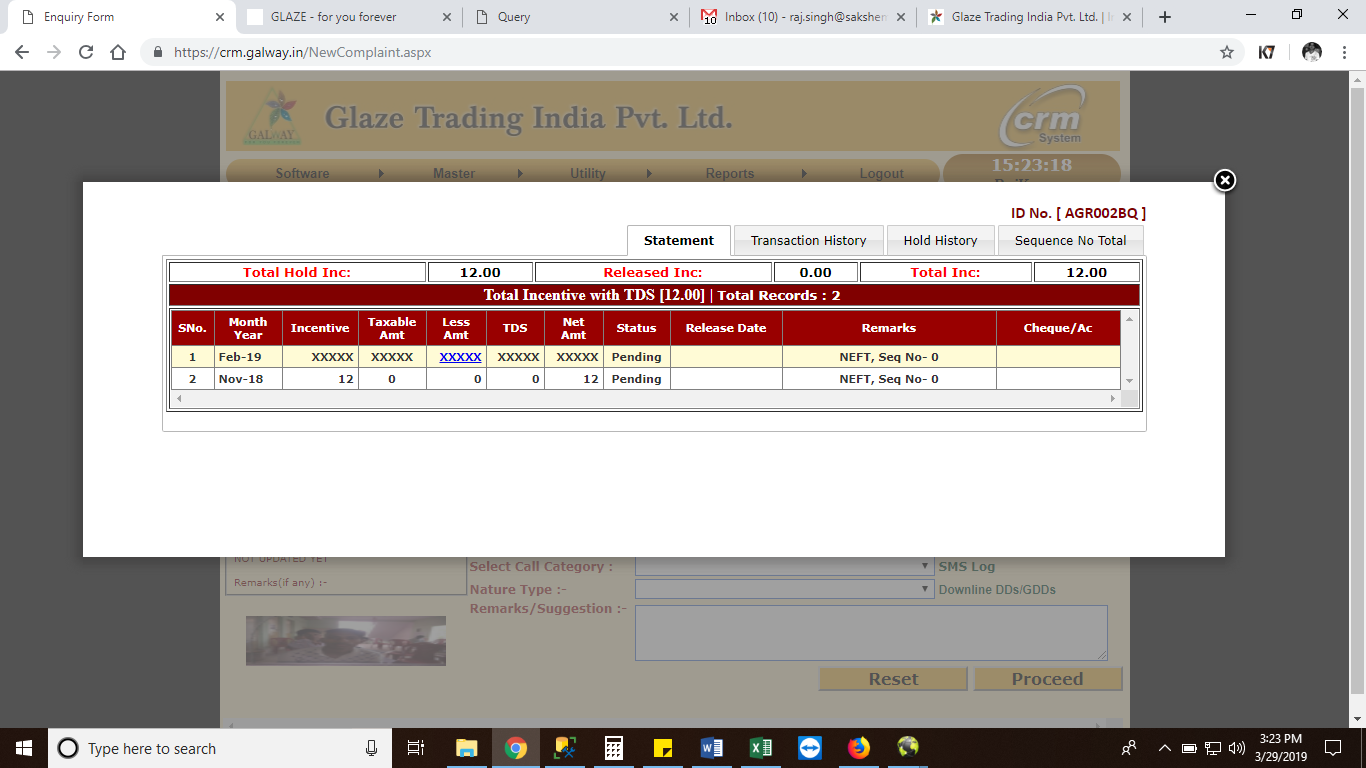 Enquiry Form
GLAZE - for you forever
Query
Inbox (10) - raj.singh@sakshem
Glaze Trading India Pvt. Ltd. | I
https://crm.galway.in/NewComplaint.aspx
GALWAY
Glaze Trading India Pvt. Ltd.
crm
System
Software
Master
Utility
Reports
Logout
15:23:18
ID No. [ AGR002BQ ]
Statement
Transaction History
Hold History
Sequence No Total
Total Hold Inc: 12.00 Released Inc: 0.00 Total Inc: 12.00
Total Incentive with TDS [12.00] | Total Records : 2
SNo. Month Year Incentive Taxable Amt Less Amt TDS Net Amt Status Release Date Remarks Cheque/Ac
1 Feb-19 XXXXX XXXXX XXXXX XXXXX XXXXX Pending NEFT, Seq No- 0
2 Nov-18 12 0 0 0 12 Pending NEFT, Seq No- 0
NOT UPDATED YET
Remarks(if any) :-
Select Call Category :
SMS Log
Nature Type :-
Downline DDs/GDDs
Remarks/Suggestion :-
Reset
Proceed
Type here to search
3:23 PM
3/29/2019